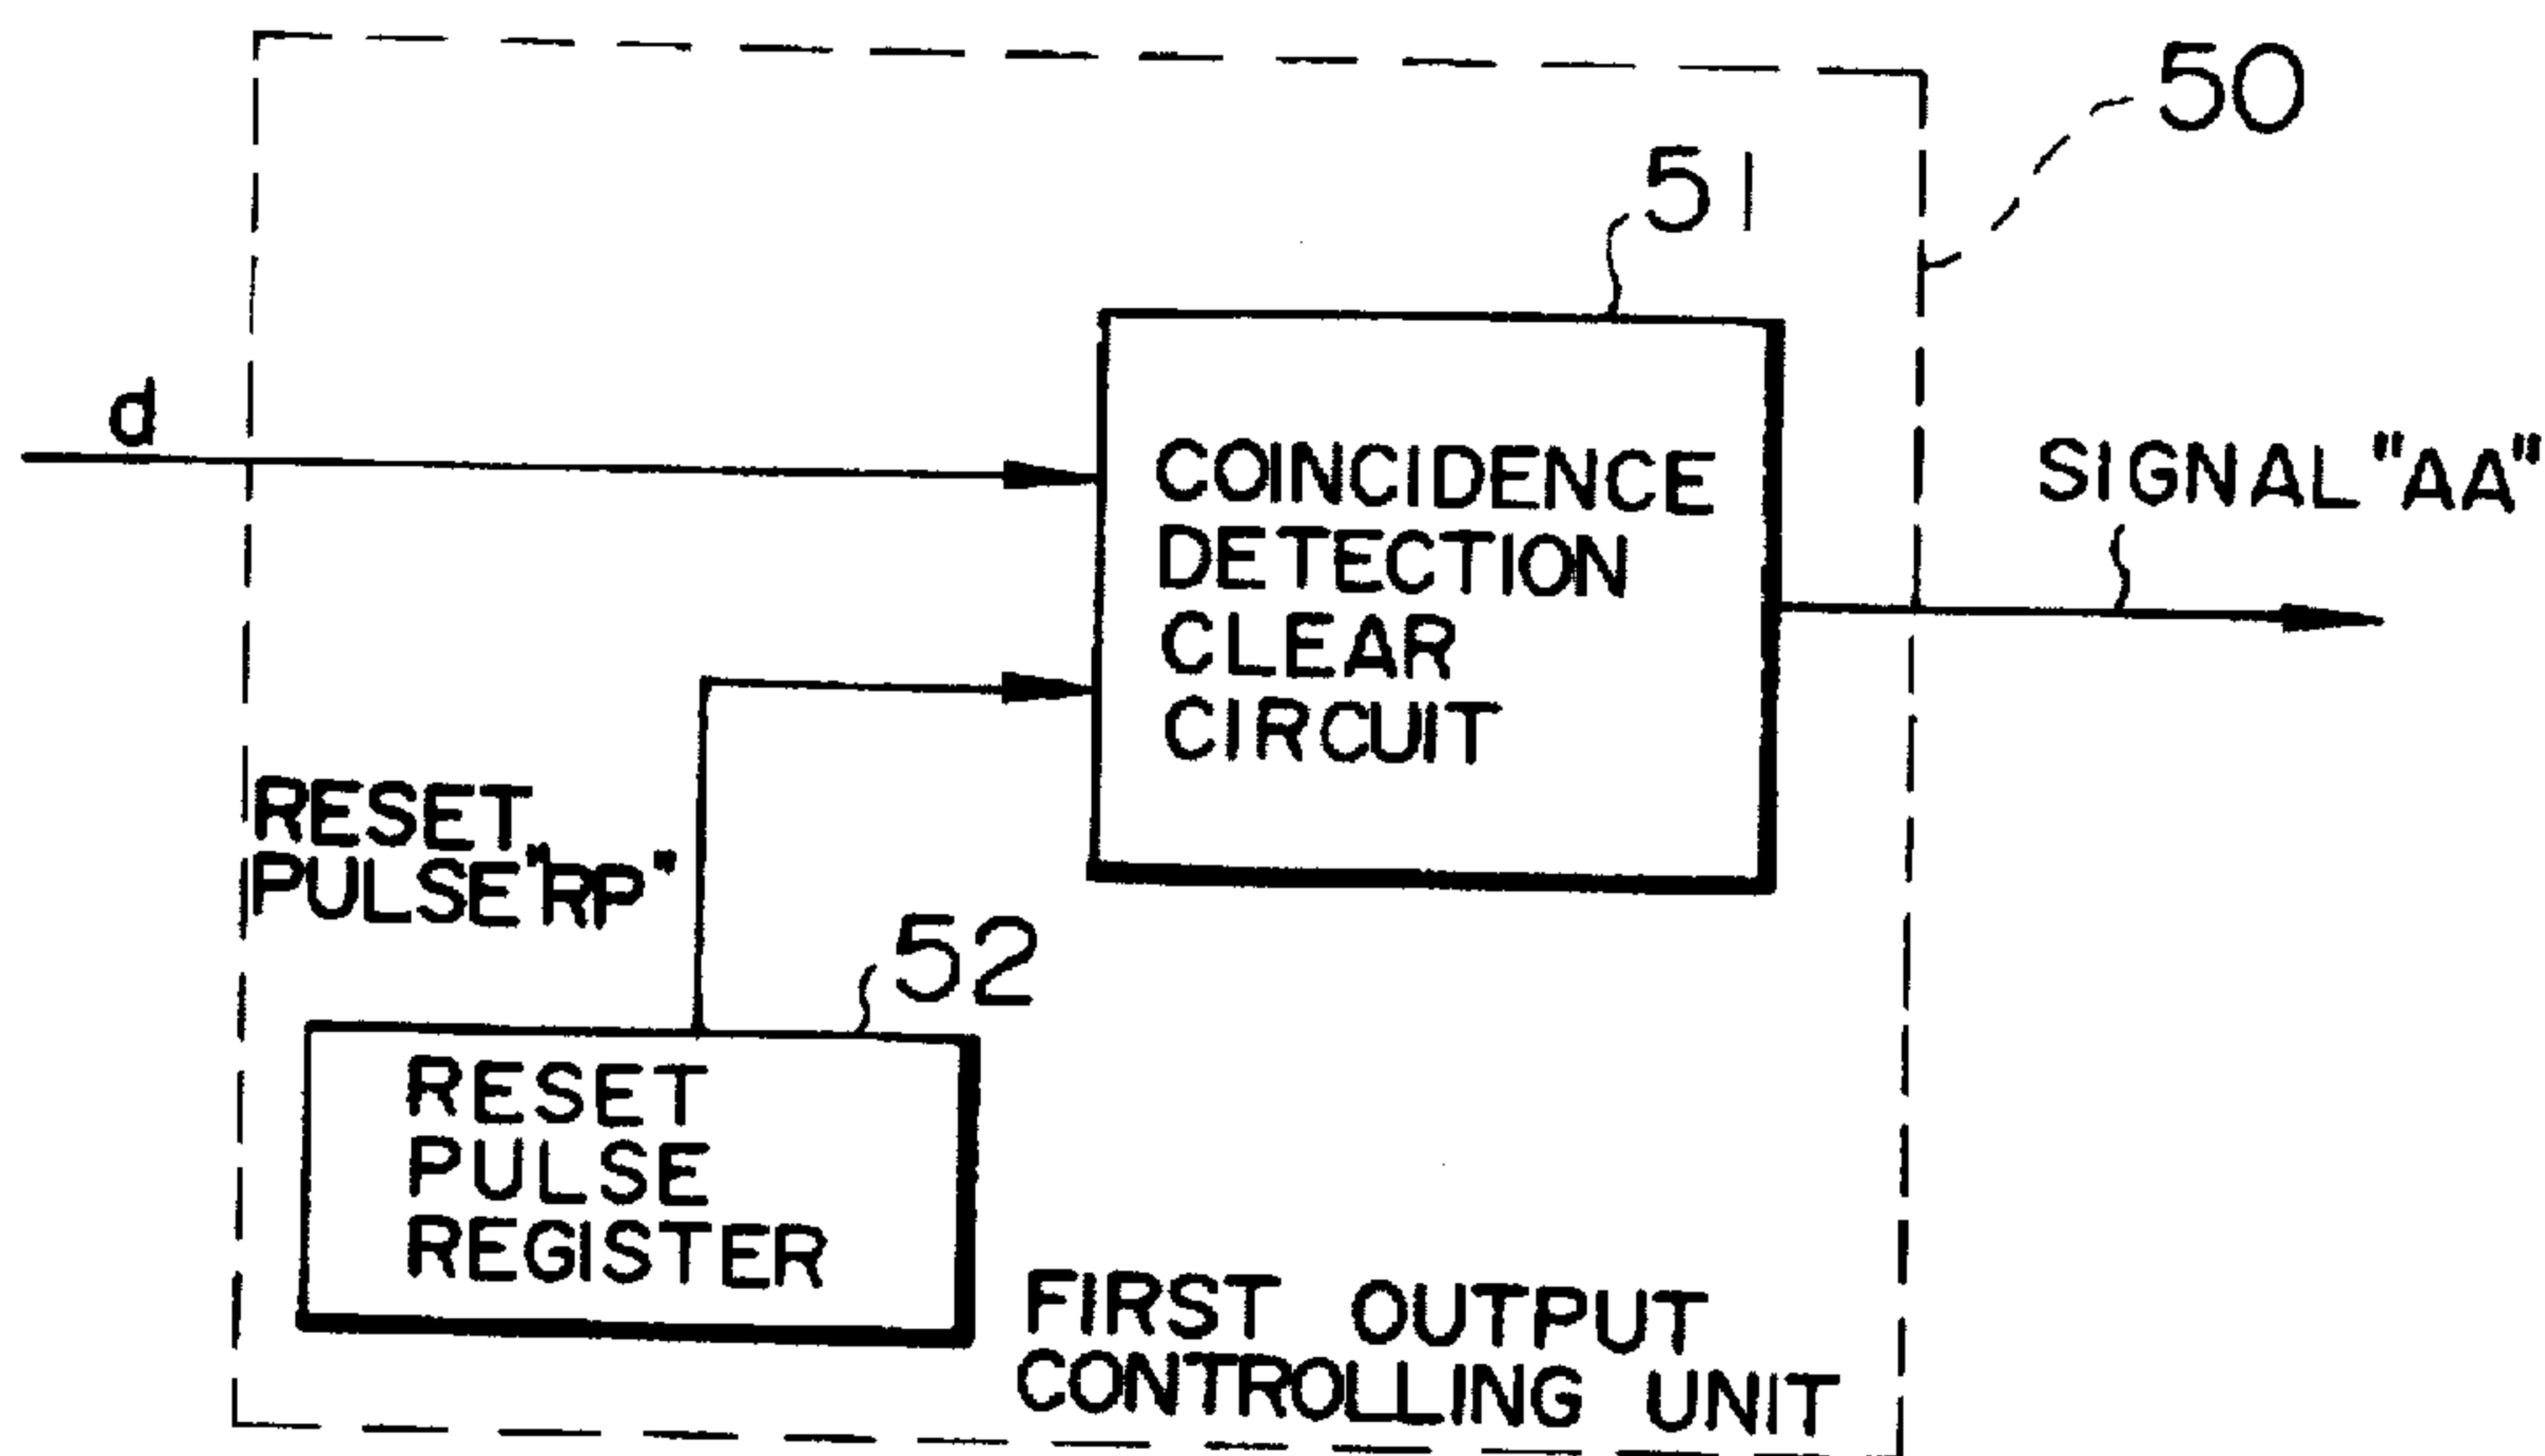 50
51
d
COINCIDENCE
DETECTION
CLEAR
CIRCUIT
SIGNAL "AA"
RESET
PULSE "RP"
52
RESET
PULSE
REGISTER
FIRST OUTPUT
CONTROLLING UNIT